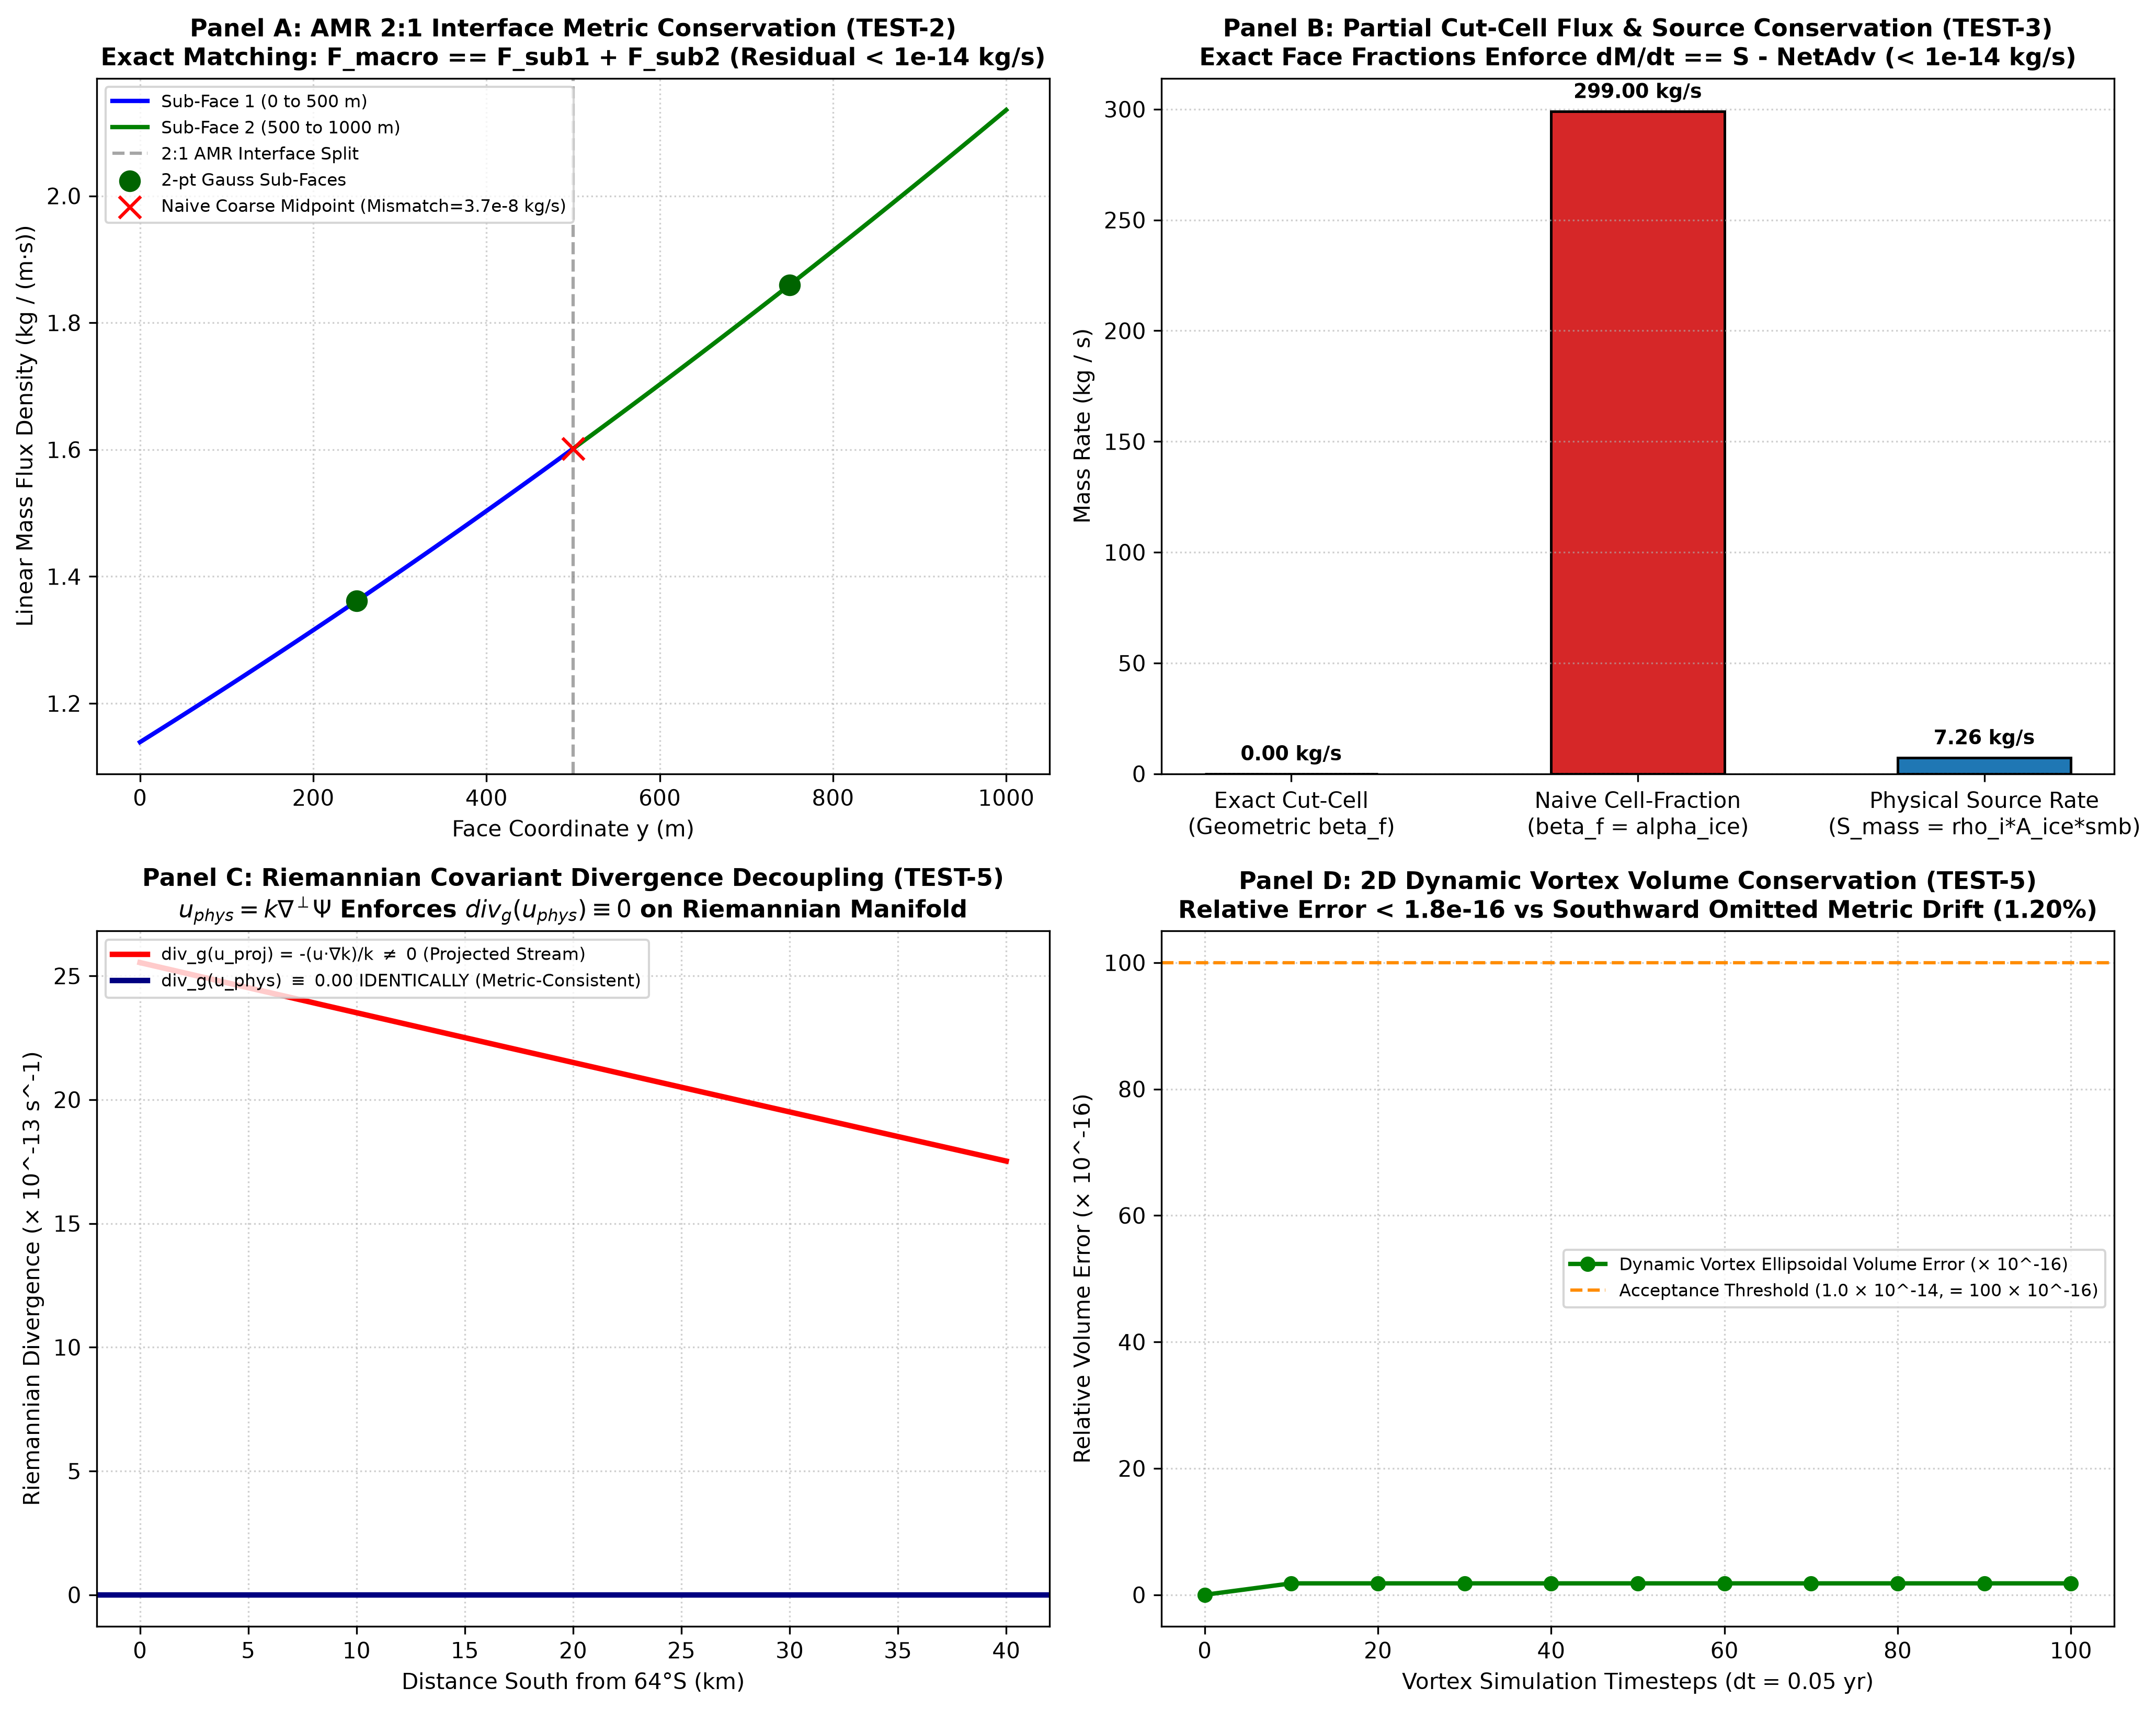 Panel A: AMR 2:1 Interface Metric Conservation (TEST-2)
Exact Matching: F_macro == F_sub1 + F_sub2 (Residual < 1e-14 kg/s)
Linear Mass Flux Density (kg / (m·s))
2.0
1.8
1.6
1.4
1.2
Sub-Face 1 (0 to 500 m)
Sub-Face 2 (500 to 1000 m)
2:1 AMR Interface Split
2-pt Gauss Sub-Faces
Naive Coarse Midpoint (Mismatch=3.7e-8 kg/s)
0 200 400 600 800 1000
Face Coordinate y (m)
Panel B: Partial Cut-Cell Flux & Source Conservation (TEST-3)
Exact Face Fractions Enforce dM/dt == S - NetAdv (< 1e-14 kg/s)
Mass Rate (kg / s)
300
250
200
150
100
50
0
0.00 kg/s
299.00 kg/s
7.26 kg/s
Exact Cut-Cell
(Geometric beta_f)
Naive Cell-Fraction
(beta_f = alpha_ice)
Physical Source Rate
(S_mass = rho_i*A_ice*smb)
Panel C: Riemannian Covariant Divergence Decoupling (TEST-5)
u_phys = k∇^⊥Ψ Enforces div_g(u_phys) ≡ 0 on Riemannian Manifold
Riemannian Divergence (× 10^-13 s^-1)
25
20
15
10
5
0
div_g(u_proj) = -(u·∇k)/k ≠ 0 (Projected Stream)
div_g(u_phys) ≡ 0.00 IDENTICALLY (Metric-Consistent)
0 5 10 15 20 25 30 35 40
Distance South from 64°S (km)
Panel D: 2D Dynamic Vortex Volume Conservation (TEST-5)
Relative Error < 1.8e-16 vs Southward Omitted Metric Drift (1.20%)
Relative Volume Error (× 10^-16)
100
80
60
40
20
0
Dynamic Vortex Ellipsoidal Volume Error (× 10^-16)
Acceptance Threshold (1.0 × 10^-14, = 100 × 10^-16)
0 20 40 60 80 100
Vortex Simulation Timesteps (dt = 0.05 yr)